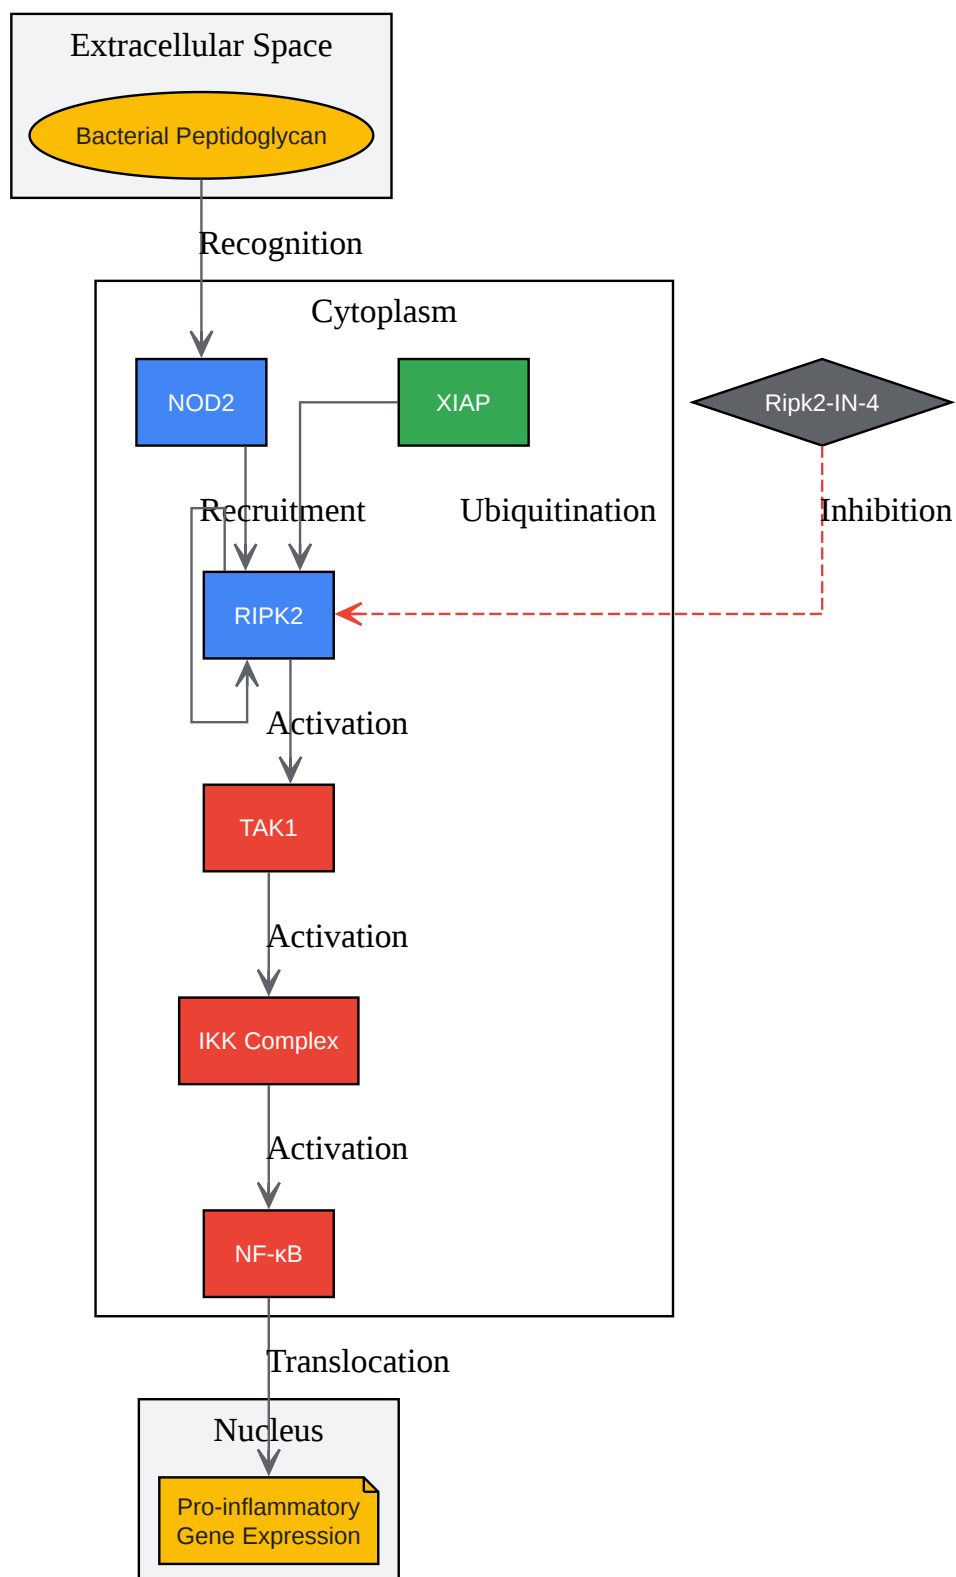 Extracellular Space
Bacterial Peptidoglycan
Recognition
Cytoplasm
NOD2
XIAP
Ripk2-IN-4
Recruitment
Ubiquitination
Inhibition
RIPK2
Activation
TAK1
Activation
IKK Complex
Activation
NF-κB
Translocation
Nucleus
Pro-inflammatory
Gene Expression